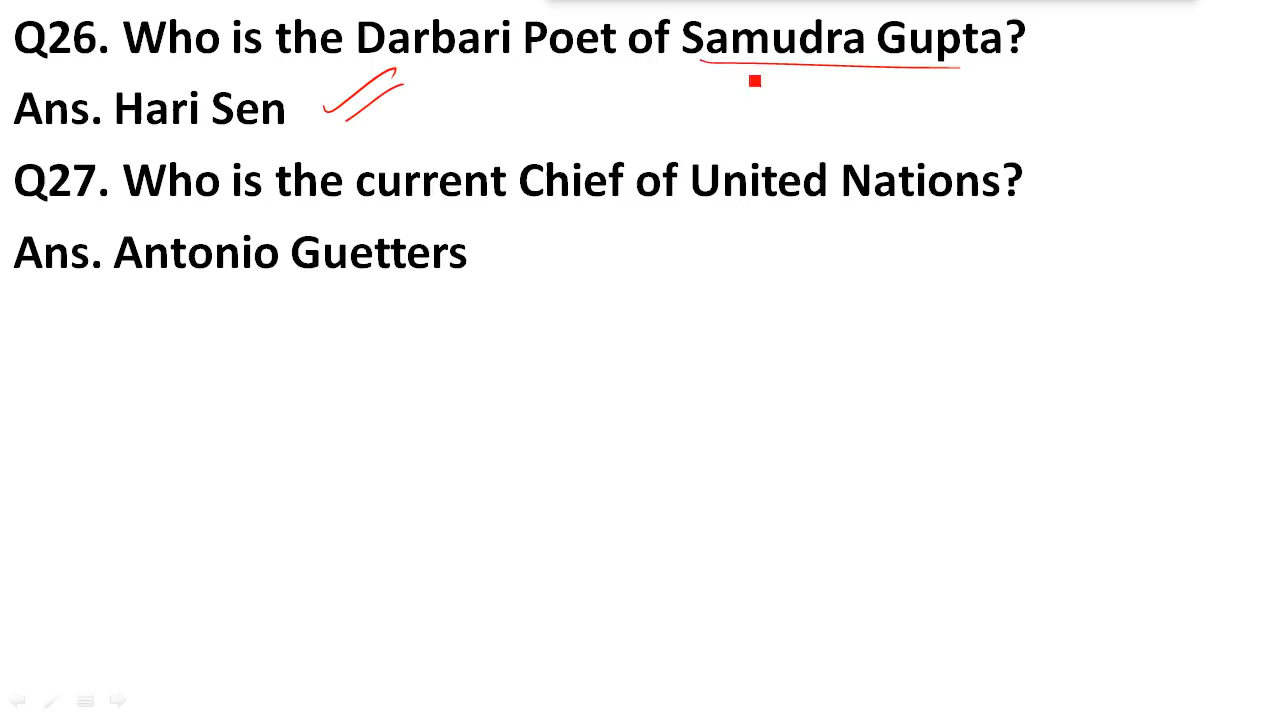 Q26. Who is the Darbari Poet of Samudra Gupta?
Ans. Hari Sen
Q27. Who is the current Chief of United Nations?
Ans. Antonio Guetters